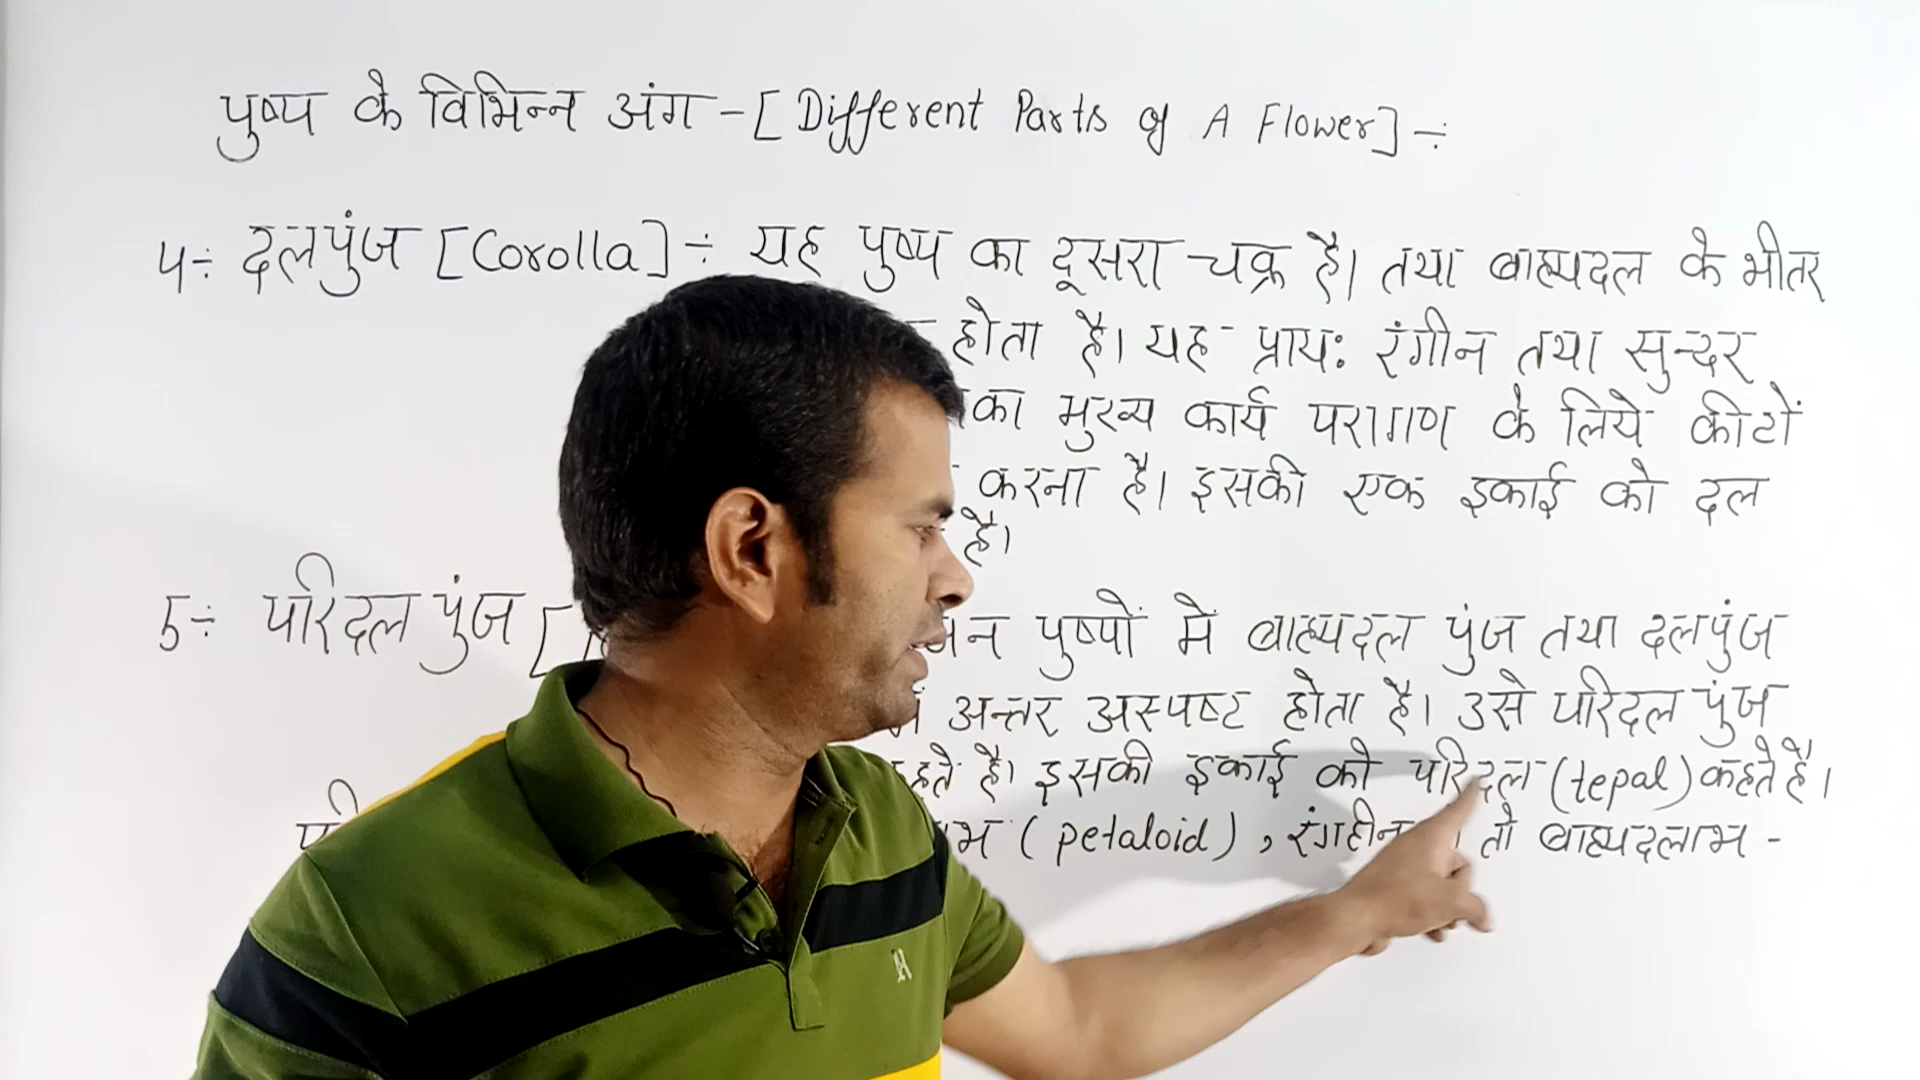 पुष्प के विभिन्न अंग - [Different Parts of A Flower] ÷
4÷ दलपुंज [Corolla] ÷ यह पुष्प का दूसरा चक्र है। तथा बाह्यदल के भीतर
होता है। यह प्रायः रंगीन तथा सुन्दर
मुख्य कार्य परागण के लिये कीटों
करना है। इसकी एक इकाई को दल
है।
5÷ परिदल पुंज [ पुष्पों में बाह्यदल पुंज तथा दलपुंज
अन्तर अस्पष्ट होता है। उसे परिदल पुंज
है। इसकी इकाई को परिदल (tepal) कहते है।
(petaloid), रंगहीन तो बाह्यदलाभ -